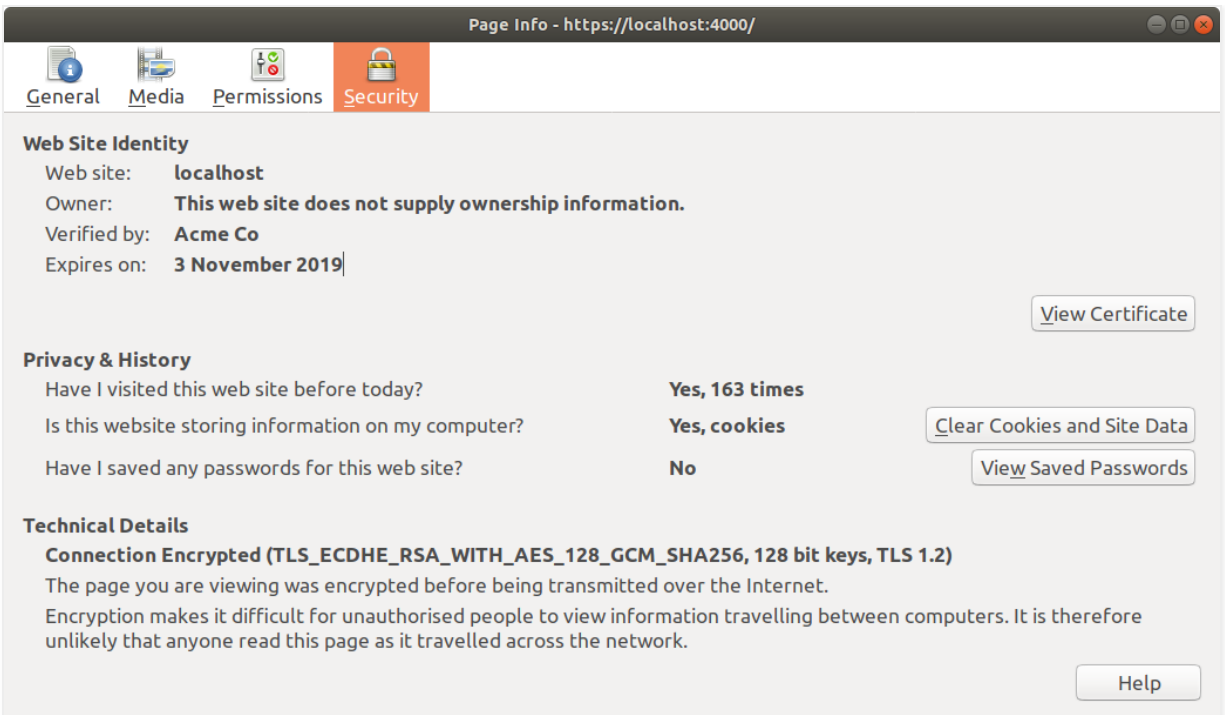 Page Info - https://localhost:4000/
General Media Permissions Security
Web Site Identity
Web site: localhost
Owner: This web site does not supply ownership information.
Verified by: Acme Co
Expires on: 3 November 2019
View Certificate
Privacy & History
Have I visited this web site before today? Yes, 163 times
Is this website storing information on my computer? Yes, cookies Clear Cookies and Site Data
Have I saved any passwords for this web site? No View Saved Passwords
Technical Details
Connection Encrypted (TLS_ECDHE_RSA_WITH_AES_128_GCM_SHA256, 128 bit keys, TLS 1.2)
The page you are viewing was encrypted before being transmitted over the Internet.
Encryption makes it difficult for unauthorised people to view information travelling between computers. It is therefore
unlikely that anyone read this page as it travelled across the network.
Help